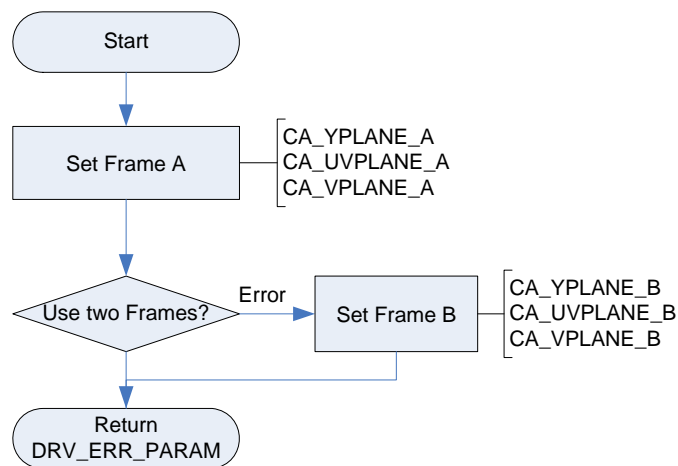 Start
Set Frame A
CA_YPLANE_A
CA_UVPLANE_A
CA_VPLANE_A
Use two Frames?
Error
Set Frame B
CA_YPLANE_B
CA_UVPLANE_B
CA_VPLANE_B
Return
DRV_ERR_PARAM